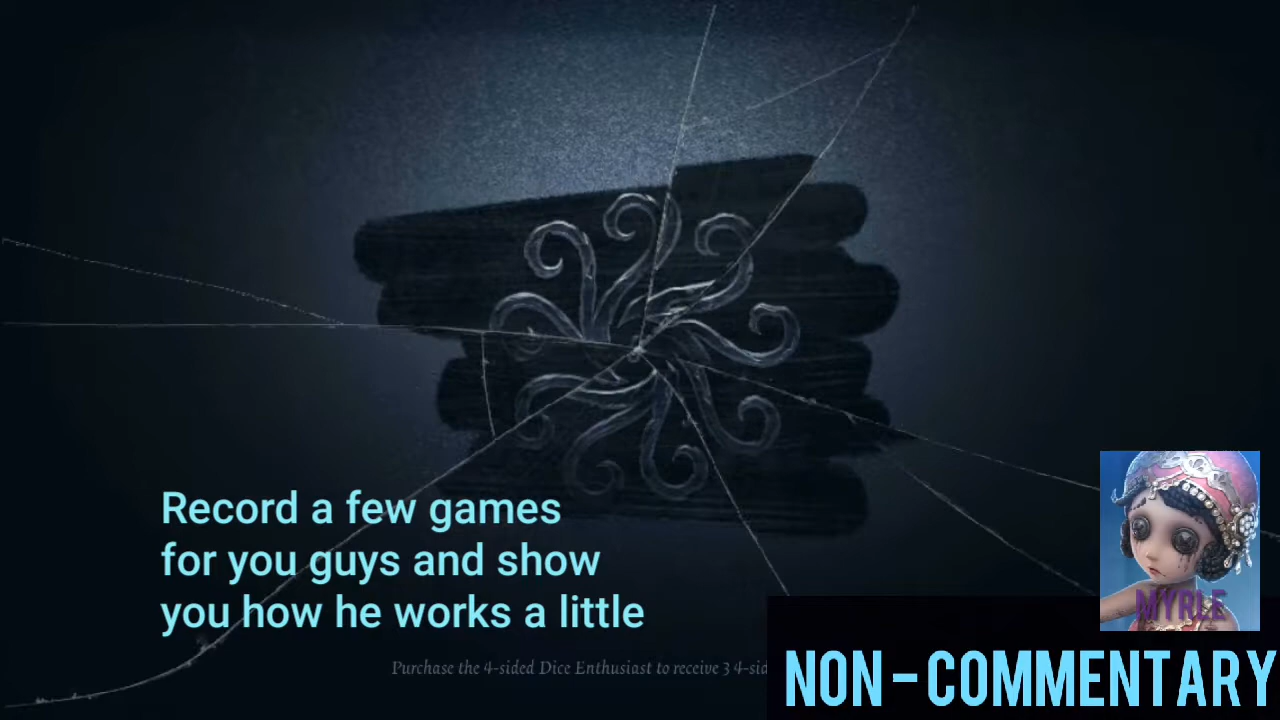 Record a few games
for you guys and show
you how he works a little
MYRLE
Purchase the 4-sided Dice Enthusiast to receive 3 4-sid
NON-COMMENTARY